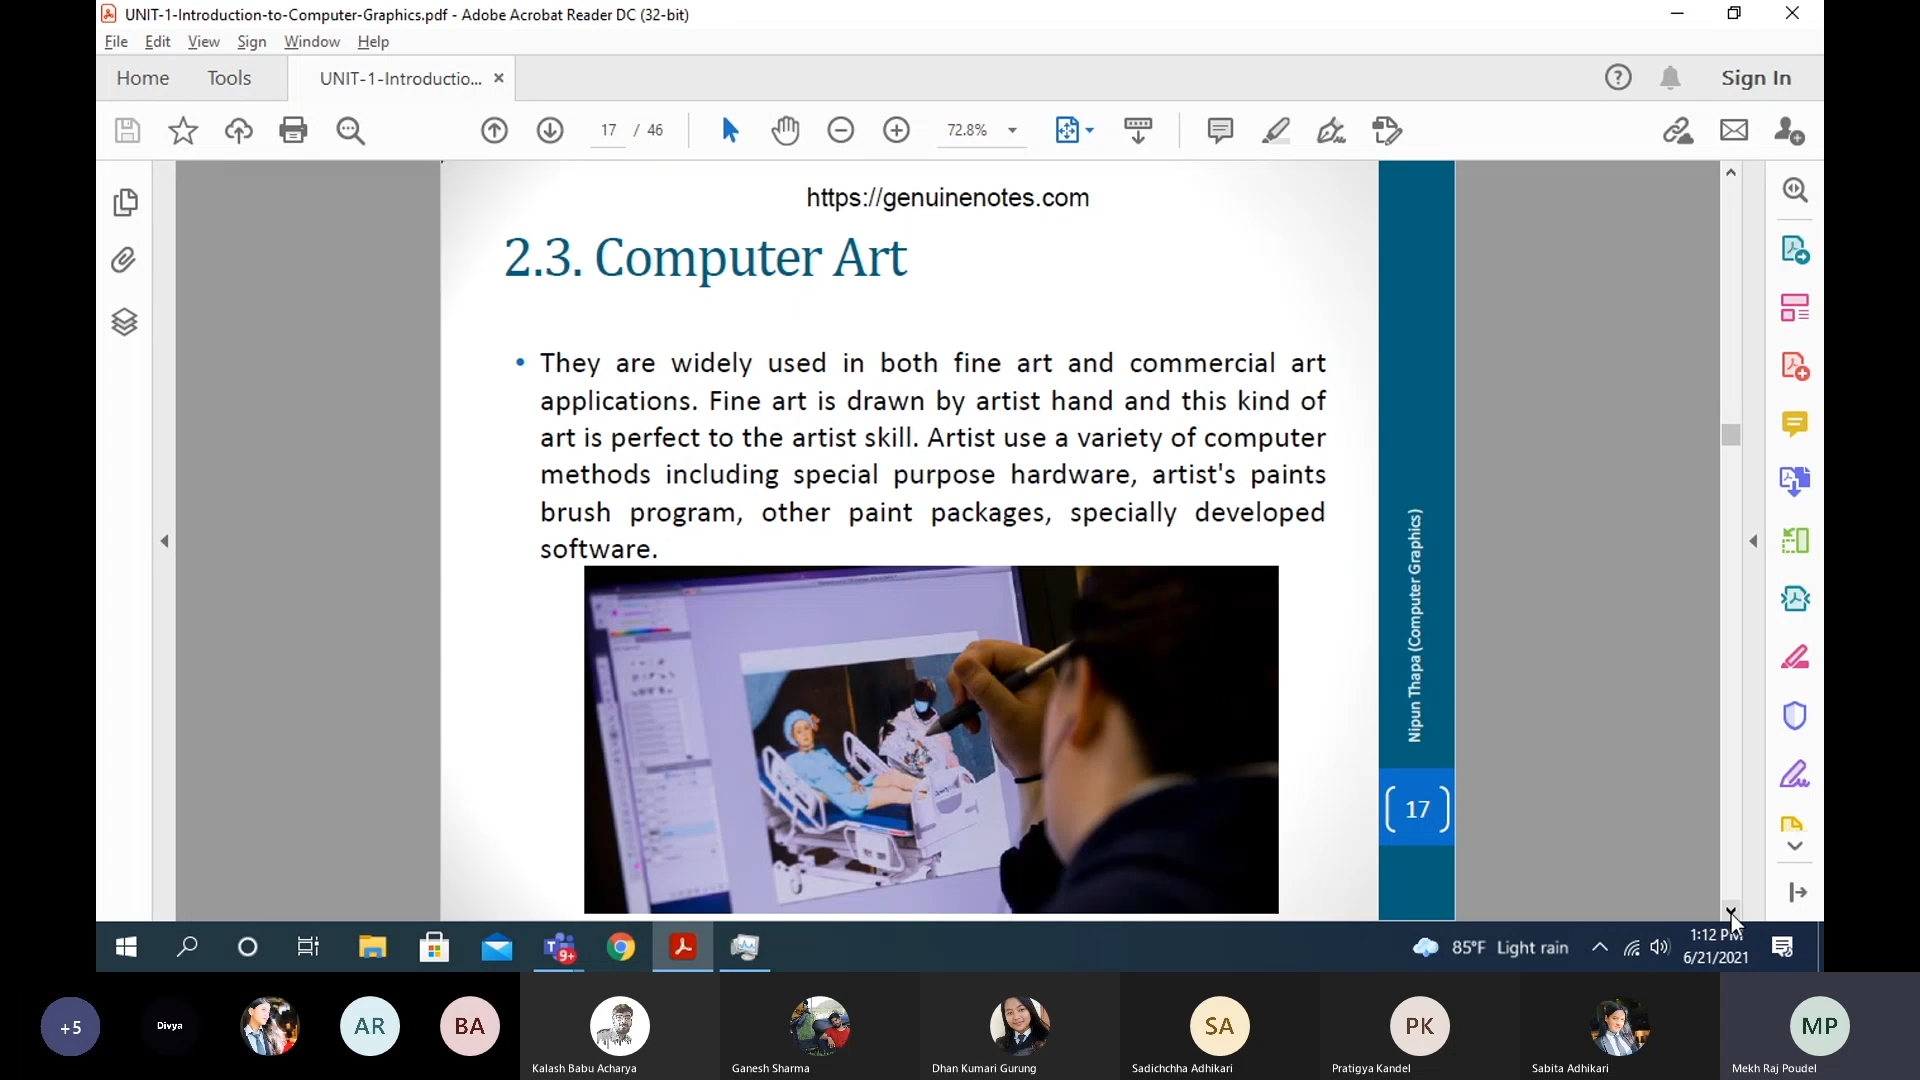 UNIT-1-Introduction-to-Computer-Graphics.pdf - Adobe Acrobat Reader DC (32-bit)
File Edit View Sign Window Help
Home Tools UNIT-1-Introductio... Sign In
17 / 46 72.8%
https://genuinenotes.com
2.3. Computer Art
• They are widely used in both fine art and commercial art
applications. Fine art is drawn by artist hand and this kind of
art is perfect to the artist skill. Artist use a variety of computer
methods including special purpose hardware, artist's paints
brush program, other paint packages, specially developed
software.
Nipun Thapa (Computer Graphics)
17
9+
85°F Light rain
1:12 PM
6/21/2021
+5
Divya
AR
BA
Kalash Babu Acharya
Ganesh Sharma
Dhan Kumari Gurung
SA
Sadichchha Adhikari
PK
Pratigya Kandel
Sabita Adhikari
MP
Mekh Raj Poudel